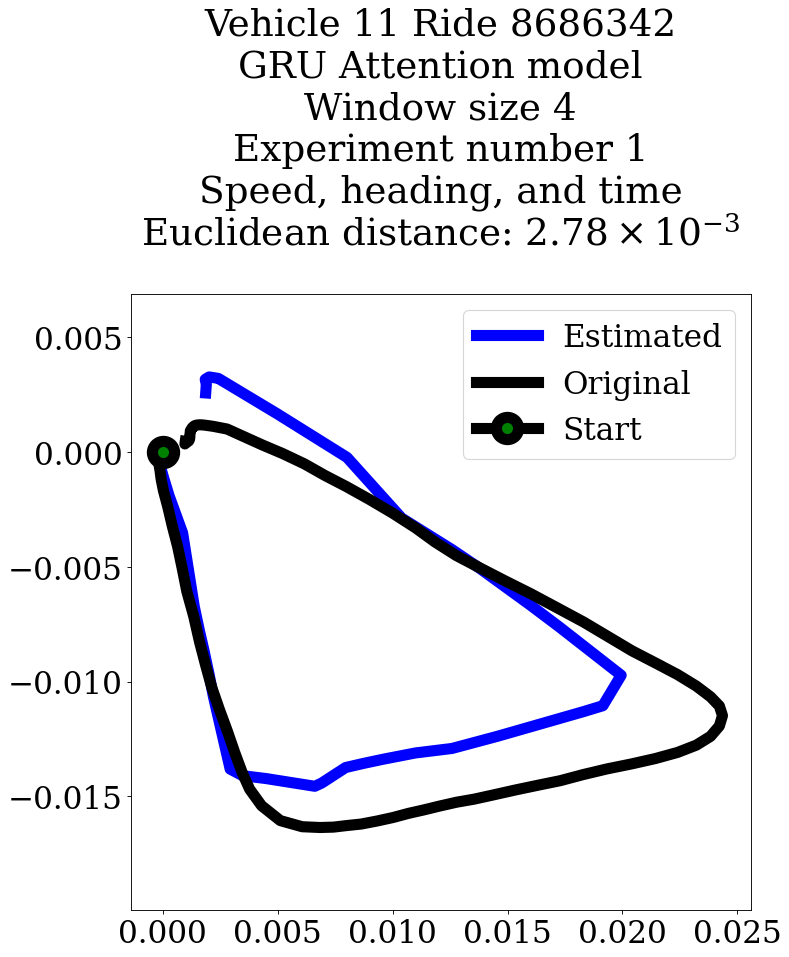 Vehicle 11 Ride 8686342
GRU Attention model
Window size 4
Experiment number 1
Speed, heading, and time
Euclidean distance: 2.78 × 10⁻³
Estimated
Original
Start
0.005
0.000
−0.005
−0.010
−0.015
0.000 0.005 0.010 0.015 0.020 0.025